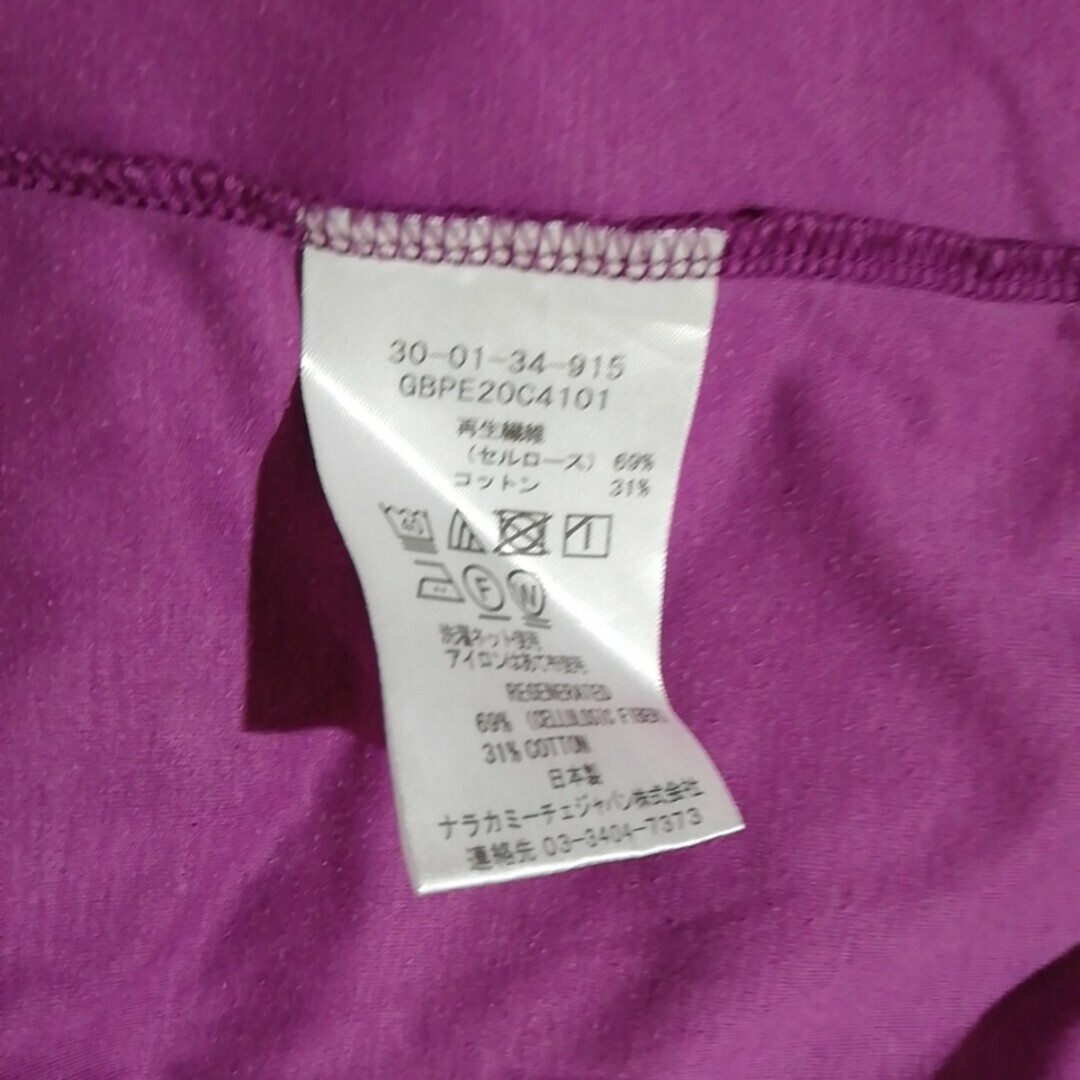 30-01-34-915
GBPE20C4101
再生繊維
(セルロース) 69%
コットン 31%
F N
洗濯ネット使用
アイロンはあて布使用
REGENERATED
69% (CELLULOSIC FIBER)
31% COTTON
日本製
ナラカミーチェジャパン株式会社
連絡先 03-3404-7373